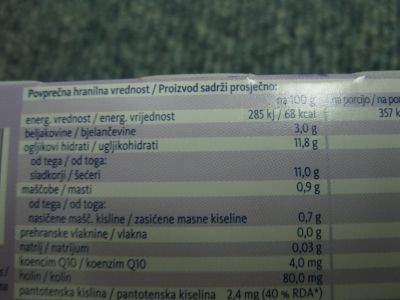 Povprečna hranilna vrednost / Proizvod sadrži prosječno:
na 100 g na porcijo / na
energ. vrednost / energ. vrijednost 285 kJ / 68 kcal 357
beljakovine / bjelančevine 3,0 g
ogljikovi hidrati / ugljikohidrati 11,8 g
od tega / od toga:
sladkorji / šećeri 11,0 g
maščobe / masti 0,9 g
od tega / od toga:
nasičene mašč. kisline / zasićene masne kiseline 0,7 g
prehranske vlaknine / vlakna 0,0 g
natrij / natrijum 0,03 g
koencim Q10 / koenzim Q10 4,0 mg
holin / kolin 80,0 mg
pantotenska kislina / pantotenska kiselina 2,4 mg (40 % RDA*)